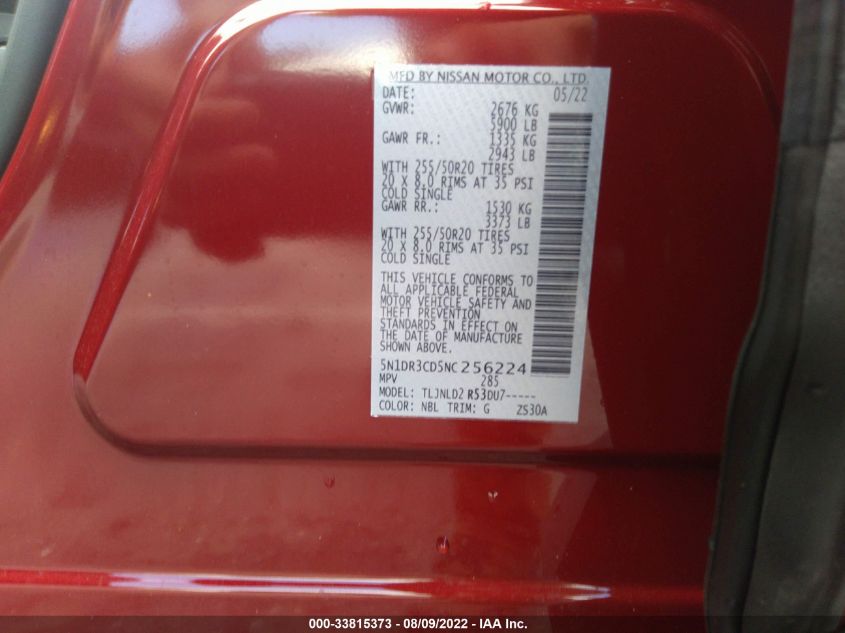 MFD BY NISSAN MOTOR CO., LTD.
DATE: 05/22
GVWR: 2676 KG
5900 LB
GAWR FR.: 1335 KG
2943 LB
WITH 255/50R20 TIRES
20 X 8.0 RIMS AT 35 PSI
COLD SINGLE
GAWR RR.: 1530 KG
3373 LB
WITH 255/50R20 TIRES
20 X 8.0 RIMS AT 35 PSI
COLD SINGLE
THIS VEHICLE CONFORMS TO
ALL APPLICABLE FEDERAL
MOTOR VEHICLE SAFETY AND
THEFT PREVENTION
STANDARDS IN EFFECT ON
THE DATE OF MANUFACTURE
SHOWN ABOVE.
5N1DR3CD5NC256224
MPV 285
MODEL: TLJNLD2 R53DU7-----
COLOR: NBL TRIM: G ZS30A
000-33815373 - 08/09/2022 - IAA Inc.